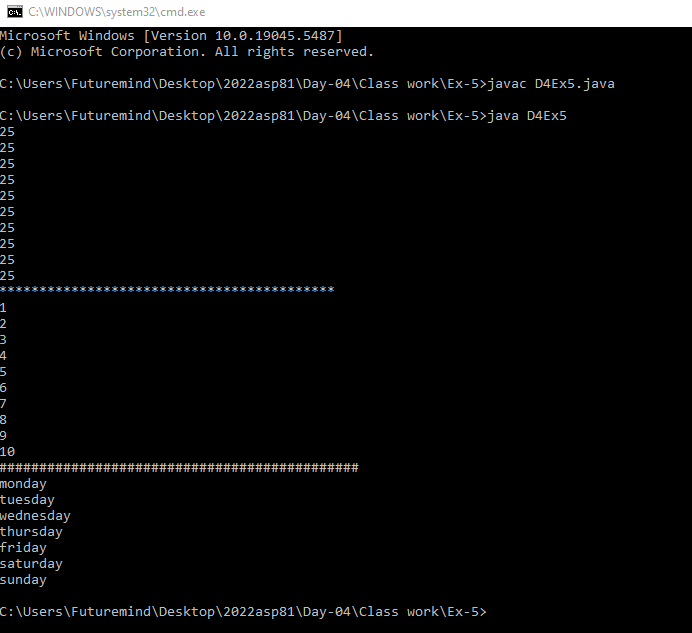 C:\WINDOWS\system32\cmd.exe
Microsoft Windows [Version 10.0.19045.5487]
(c) Microsoft Corporation. All rights reserved.
C:\Users\Futuremind\Desktop\2022asp81\Day-04\Class work\Ex-5>javac D4Ex5.java
C:\Users\Futuremind\Desktop\2022asp81\Day-04\Class work\Ex-5>java D4Ex5
25
25
25
25
25
25
25
25
25
25
******************************************
1
2
3
4
5
6
7
8
9
10
#############################################
monday
tuesday
wednesday
thursday
friday
saturday
sunday
C:\Users\Futuremind\Desktop\2022asp81\Day-04\Class work\Ex-5>